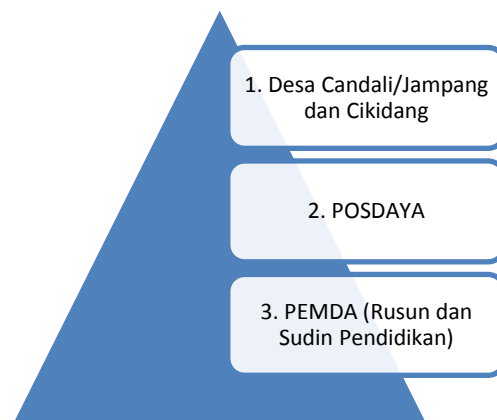 1. Desa Candali/Jampang
dan Cikidang
2. POSDAYA
3. PEMDA (Rusun dan
Sudin Pendidikan)